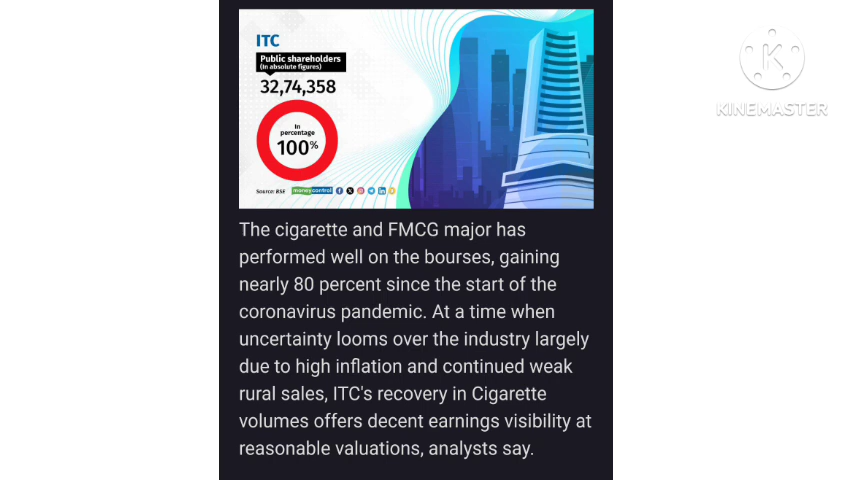 ITC
Public shareholders
(in absolute figures)
32,74,358
In
percentage
100%
Source: BSE moneycontrol
KINEMASTER
The cigarette and FMCG major has
performed well on the bourses, gaining
nearly 80 percent since the start of the
coronavirus pandemic. At a time when
uncertainty looms over the industry largely
due to high inflation and continued weak
rural sales, ITC's recovery in Cigarette
volumes offers decent earnings visibility at
reasonable valuations, analysts say.